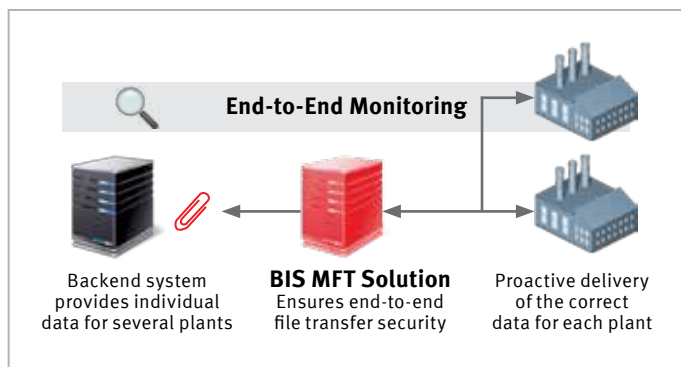 End-to-End Monitoring
Backend system
provides individual
data for several plants
BIS MFT Solution
Ensures end-to-end
file transfer security
Proactive delivery
of the correct
data for each plant